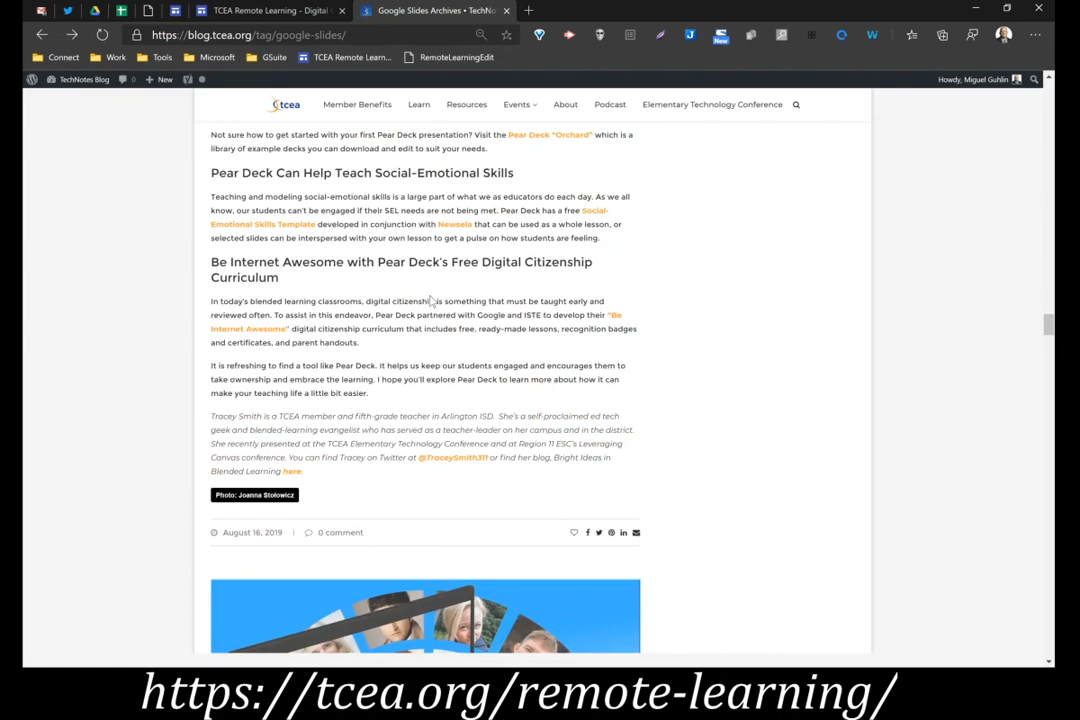 TCEA Remote Learning - Digital
Google Slides Archives • TechNo
https://blog.tcea.org/tag/google-slides/
New
Connect
Work
Tools
Microsoft
GSuite
TCEA Remote Learn...
RemoteLearningEdit
TechNotes Blog
0
New
Howdy, Miguel Guhlin
tcea
Member Benefits
Learn
Resources
Events
About
Podcast
Elementary Technology Conference
Not sure how to get started with your first Pear Deck presentation? Visit the Pear Deck "Orchard" which is a
library of example decks you can download and edit to suit your needs.
Pear Deck Can Help Teach Social-Emotional Skills
Teaching and modeling social-emotional skills is a large part of what we as educators do each day. As we all
know, our students can't be engaged if their SEL needs are not being met. Pear Deck has a free Social-
Emotional Skills Template developed in conjunction with Newsela that can be used as a whole lesson, or
selected slides can be interspersed with your own lesson to get a pulse on how students are feeling.
Be Internet Awesome with Pear Deck's Free Digital Citizenship
Curriculum
In today's blended learning classrooms, digital citizenship is something that must be taught early and
reviewed often. To assist in this endeavor, Pear Deck partnered with Google and ISTE to develop their "Be
Internet Awesome" digital citizenship curriculum that includes free, ready-made lessons, recognition badges
and certificates, and parent handouts.
It is refreshing to find a tool like Pear Deck. It helps us keep our students engaged and encourages them to
take ownership and embrace the learning. I hope you'll explore Pear Deck to learn more about how it can
make your teaching life a little bit easier.
Tracey Smith is a TCEA member and fifth-grade teacher in Arlington ISD. She's a self-proclaimed ed tech
geek and blended-learning evangelist who has served as a teacher-leader on her campus and in the district.
She recently presented at the TCEA Elementary Technology Conference and at Region 11 ESC's Leveraging
Canvas conference. You can find Tracey on Twitter at @TraceySmith311 or find her blog, Bright Ideas in
Blended Learning here.
Photo: Joanna Stołowicz
August 16, 2019
0 comment
https://tcea.org/remote-learning/